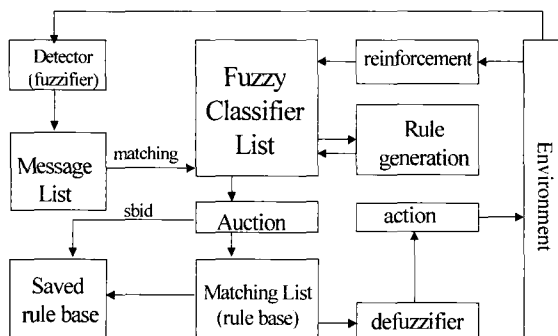 Detector
(fuzzifier)
Fuzzy
Classifier
List
reinforcement
Rule
generation
Environment
Message
List
matching
sbid
Auction
action
Saved
rule base
Matching List
(rule base)
defuzzifier